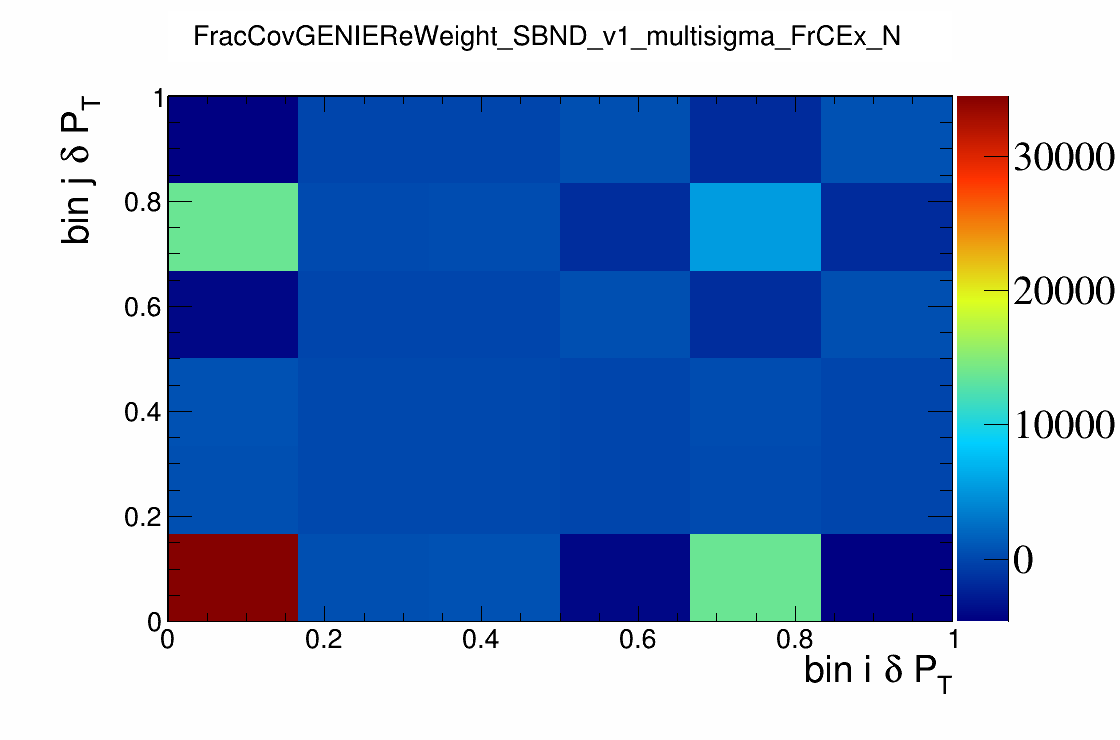 FracCovGENIEReWeight_SBND_v1_multisigma_FrCEx_N
bin j δ P_T
1
0.8
0.6
0.4
0.2
0
0 0.2 0.4 0.6 0.8 1
bin i δ P_T
30000
20000
10000
0